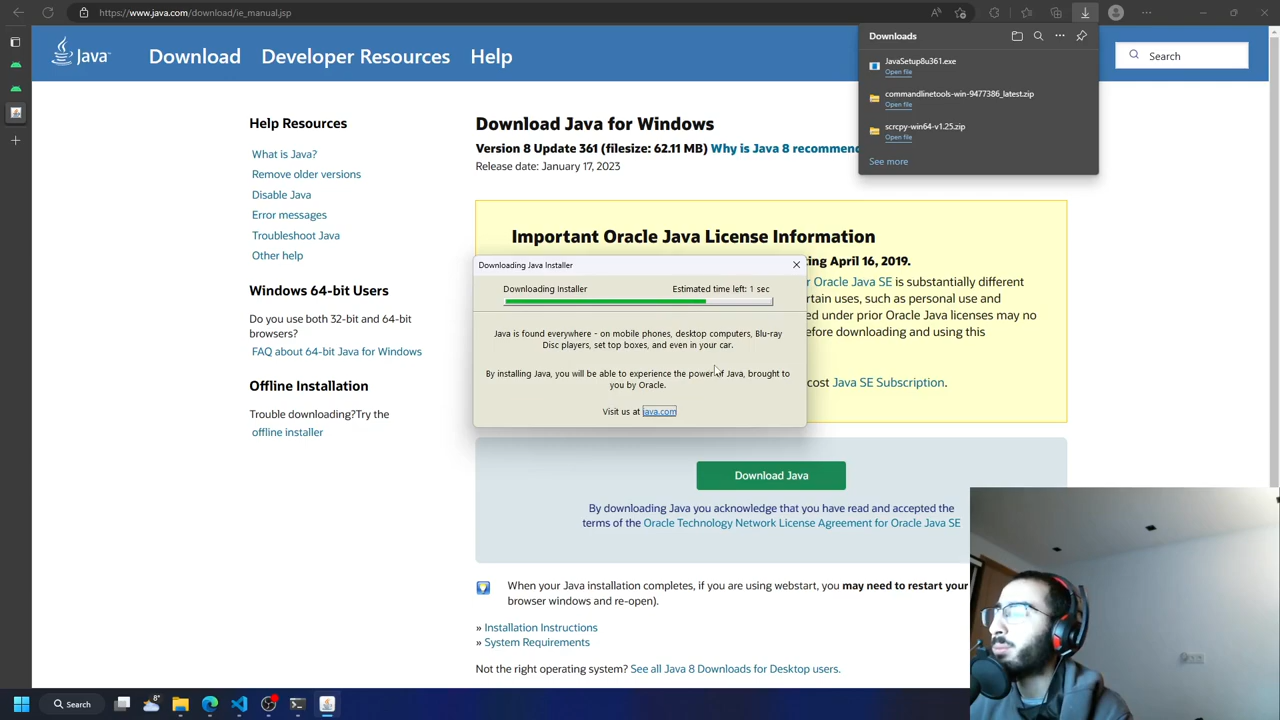 https://www.java.com/download/ie_manual.jsp
Java
Download
Developer Resources
Help
Search
Downloads
JavaSetup8u361.exe
Open file
commandlinetools-win-9477386_latest.zip
Open file
scrcpy-win64-v1.25.zip
Open file
See more
Help Resources
What is Java?
Remove older versions
Disable Java
Error messages
Troubleshoot Java
Other help
Windows 64-bit Users
Do you use both 32-bit and 64-bit
browsers?
FAQ about 64-bit Java for Windows
Offline Installation
Trouble downloading?Try the
offline installer
Download Java for Windows
Version 8 Update 361 (filesize: 62.11 MB) Why is Java 8 recommen
Release date: January 17, 2023
Important Oracle Java License Information
ing April 16, 2019.
r Oracle Java SE is substantially different
rtain uses, such as personal use and
ed under prior Oracle Java licenses may no
efore downloading and using this
cost Java SE Subscription.
Downloading Java Installer
Downloading Installer
Estimated time left: 1 sec
Java is found everywhere - on mobile phones, desktop computers, Blu-ray
Disc players, set top boxes, and even in your car.
By installing Java, you will be able to experience the power of Java, brought to
you by Oracle.
Visit us at java.com
Download Java
By downloading Java you acknowledge that you have read and accepted the
terms of the Oracle Technology Network License Agreement for Oracle Java SE
When your Java installation completes, if you are using webstart, you may need to restart your
browser windows and re-open).
» Installation Instructions
» System Requirements
Not the right operating system? See all Java 8 Downloads for Desktop users.
Search
8°